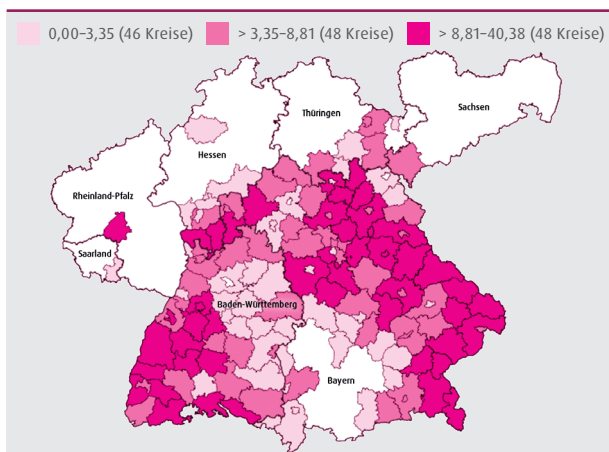 0,00–3,35 (46 Kreise) > 3,35–8,81 (48 Kreise) > 8,81–40,38 (48 Kreise)
Thüringen
Sachsen
Hessen
Rheinland-Pfalz
Saarland
Baden-Württemberg
Bayern